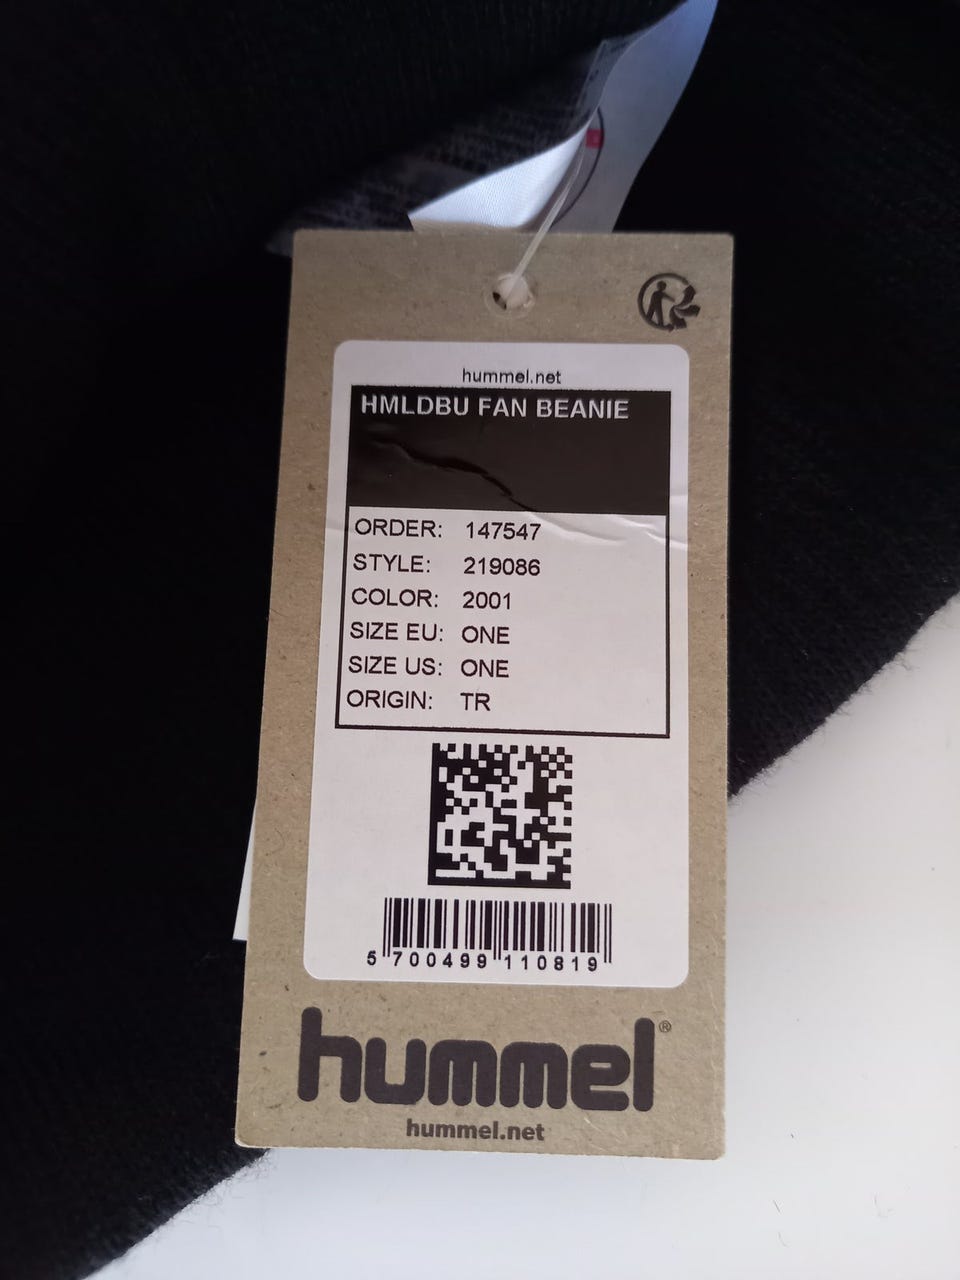 hummel.net
HMLDBU FAN BEANIE
ORDER: 147547
STYLE: 219086
COLOR: 2001
SIZE EU: ONE
SIZE US: ONE
ORIGIN: TR
5 700499 110819
hummel®
hummel.net